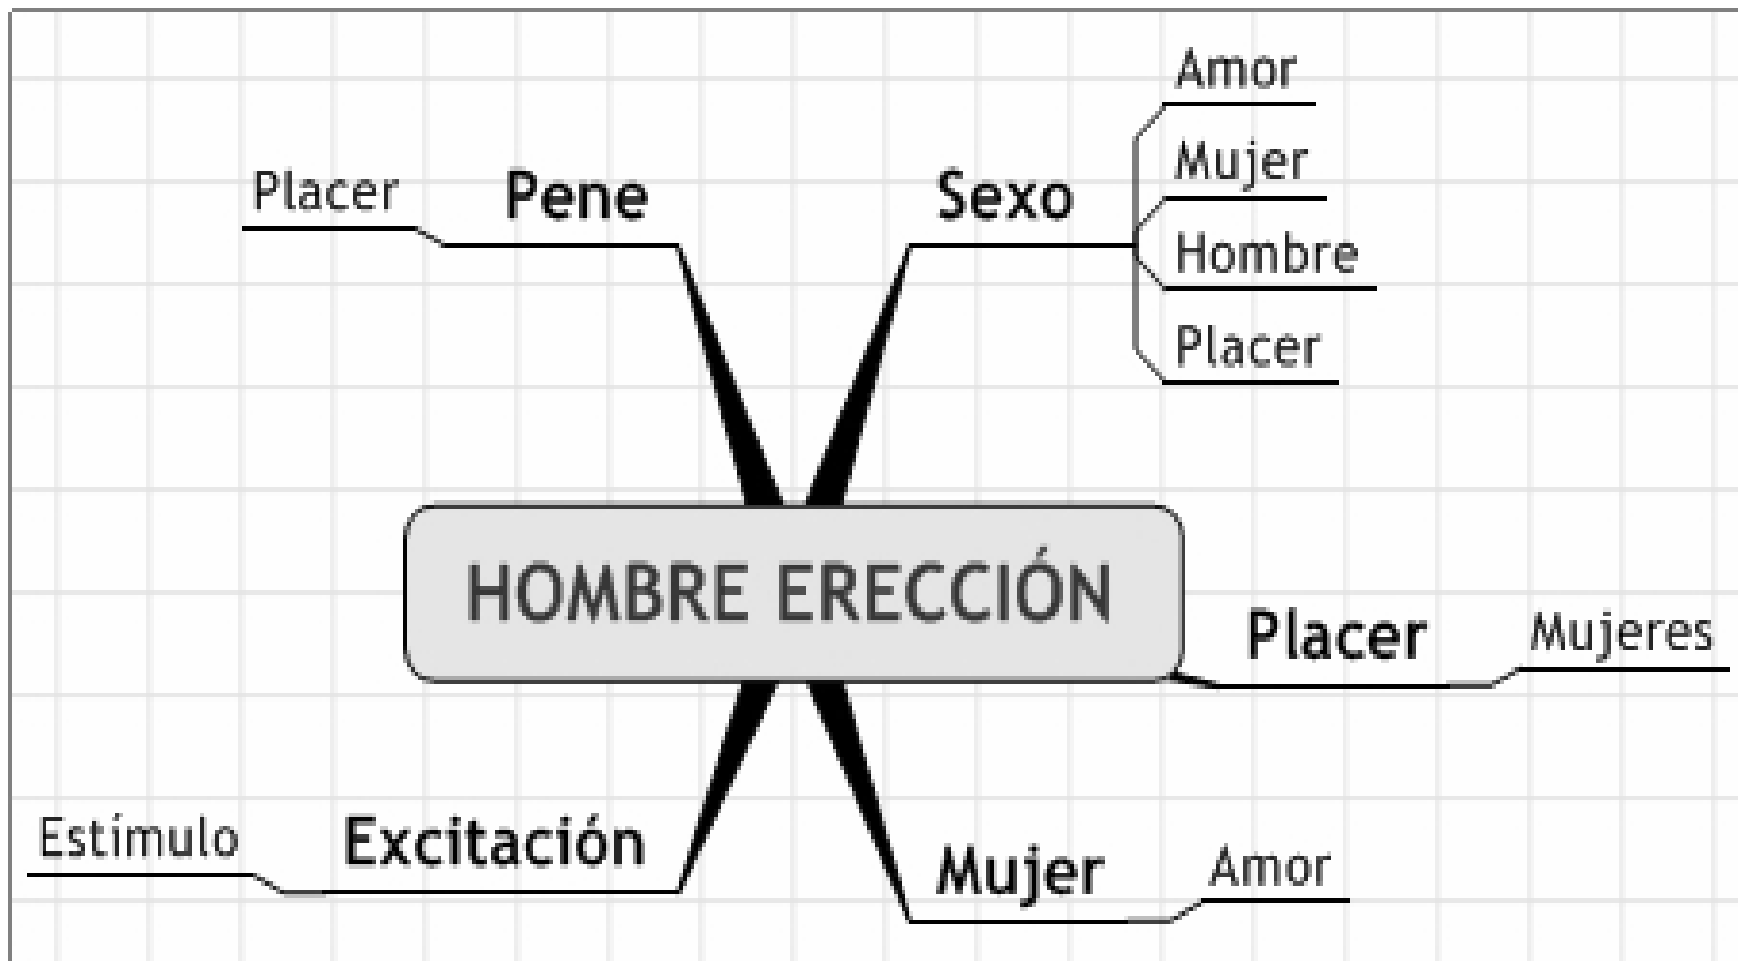 Amor
Mujer
Placer
Pene
Sexo
Hombre
Placer
HOMBRE ERECCIÓN
Placer
Mujeres
Estímulo
Excitación
Mujer
Amor